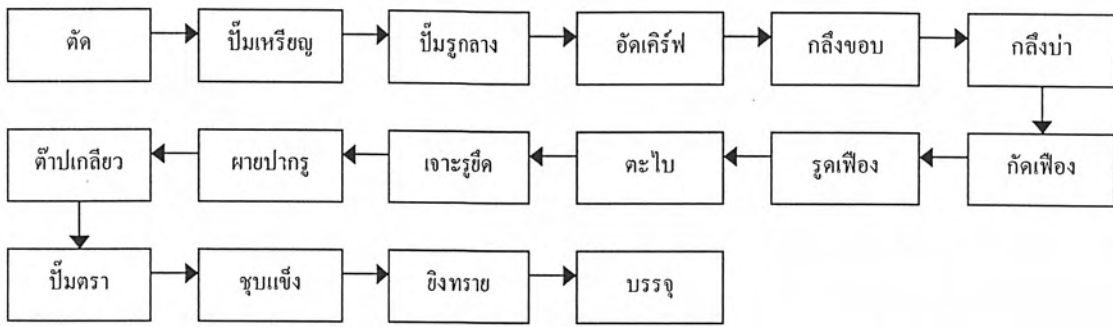 ตัด
ปั๊มเหรียญ
ปั๊มรูกลาง
อัดเคิร์ฟ
กลึงขอบ
กลึงบ่า
กัดเฟือง
รูดเฟือง
ตะไบ
เจาะรูยึด
ผายปากรู
ต๊าปเกลียว
ปั๊มตรา
ชุบแข็ง
ยิงทราย
บรรจุ